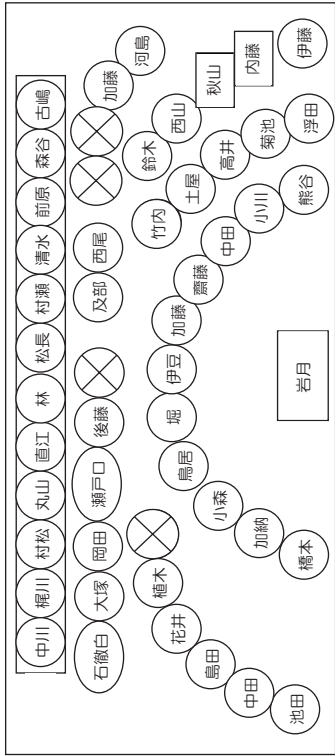 中川 梶川 村松 丸山 直江 林 松長 村瀬 清水 前原 森谷 古嶋
石徹白 大塚 岡田 瀬戸口 後藤 及部 西尾 加藤 河島
池田 中田 島田 花井 植木 竹内 鈴木 西山
土屋 高井 菊池 浮田
秋山
内藤
伊藤
橋本 加納 小森 鳥居 堀 伊豆 加藤 齋藤 中田 小川 熊谷
岩月